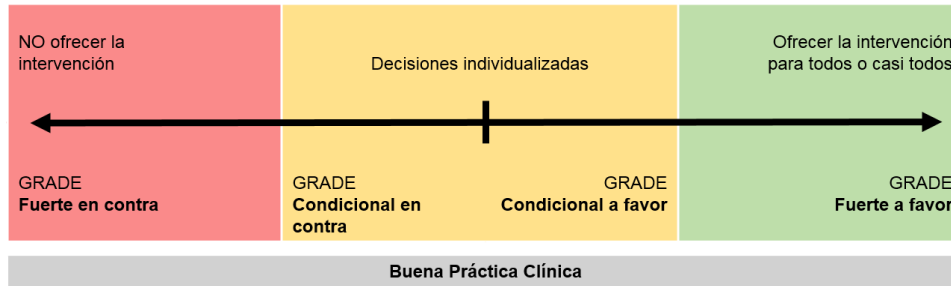 NO ofrecer la
intervención
Decisiones individualizadas
Ofrecer la intervención
para todos o casi todos
GRADE
Fuerte en contra
GRADE
Condicional en
contra
GRADE
Condicional a favor
GRADE
Fuerte a favor
Buena Práctica Clínica